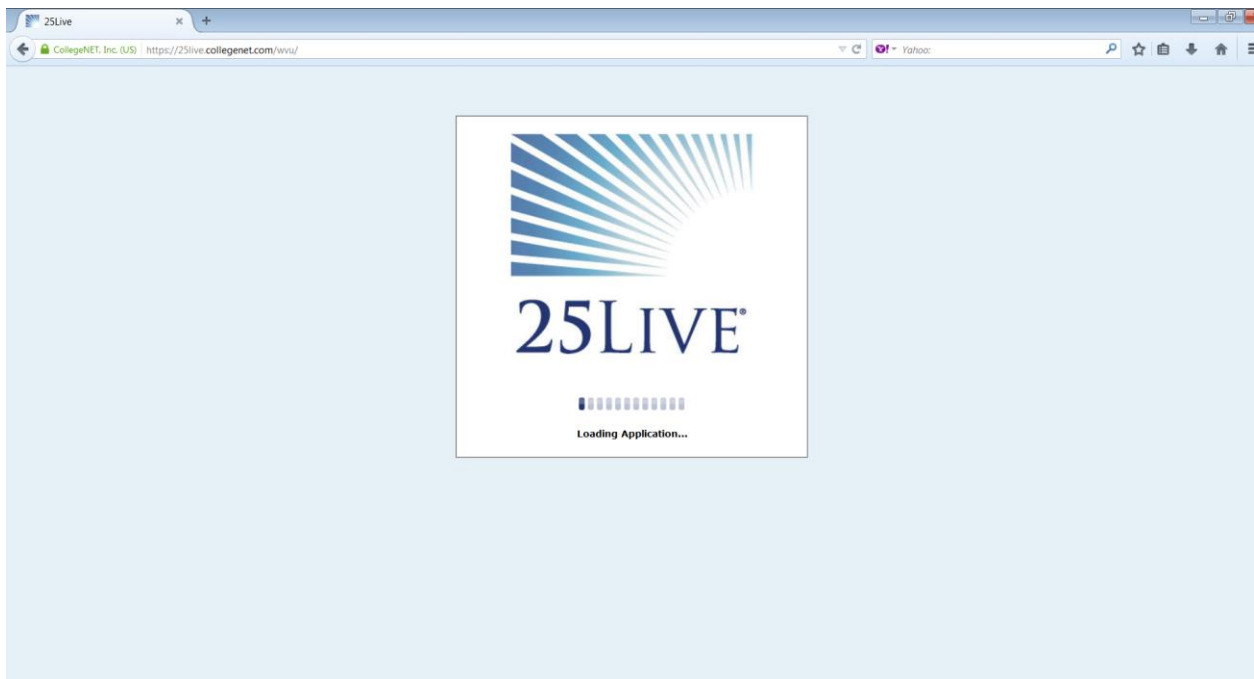 25Live
CollegeNET, Inc. (US) https://25live.collegenet.com/wvu/ Yahoo:
25LIVE®
Loading Application...